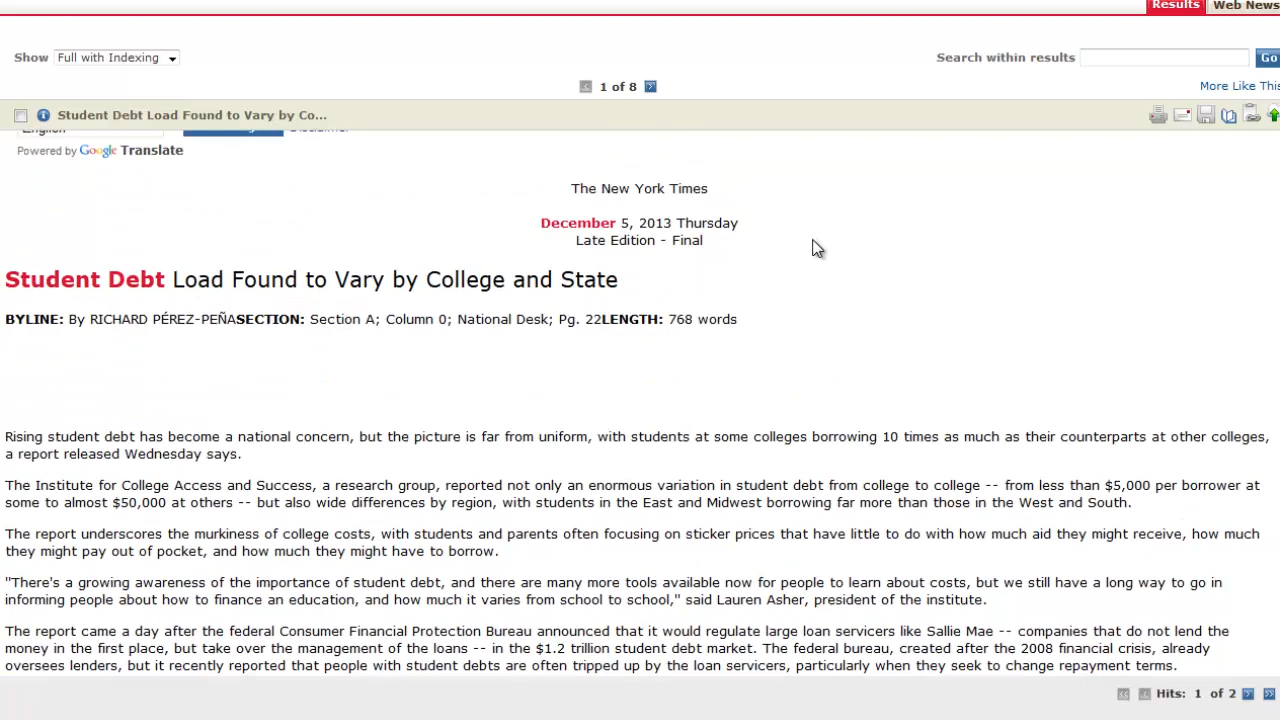 Results Web News
Show Full with Indexing Search within results Go
1 of 8
More Like This
Student Debt Load Found to Vary by Co...
English
Powered by Google Translate
The New York Times
December 5, 2013 Thursday
Late Edition - Final
Student Debt Load Found to Vary by College and State
BYLINE: By RICHARD PÉREZ-PEÑASECTION: Section A; Column 0; National Desk; Pg. 22LENGTH: 768 words
Rising student debt has become a national concern, but the picture is far from uniform, with students at some colleges borrowing 10 times as much as their counterparts at other colleges,
a report released Wednesday says.
The Institute for College Access and Success, a research group, reported not only an enormous variation in student debt from college to college -- from less than $5,000 per borrower at
some to almost $50,000 at others -- but also wide differences by region, with students in the East and Midwest borrowing far more than those in the West and South.
The report underscores the murkiness of college costs, with students and parents often focusing on sticker prices that have little to do with how much aid they might receive, how much
they might pay out of pocket, and how much they might have to borrow.
"There's a growing awareness of the importance of student debt, and there are many more tools available now for people to learn about costs, but we still have a long way to go in
informing people about how to finance an education, and how much it varies from school to school," said Lauren Asher, president of the institute.
The report came a day after the federal Consumer Financial Protection Bureau announced that it would regulate large loan servicers like Sallie Mae -- companies that do not lend the
money in the first place, but take over the management of the loans -- in the $1.2 trillion student debt market. The federal bureau, created after the 2008 financial crisis, already
oversees lenders, but it recently reported that people with student debts are often tripped up by the loan servicers, particularly when they seek to change repayment terms.
Hits: 1 of 2